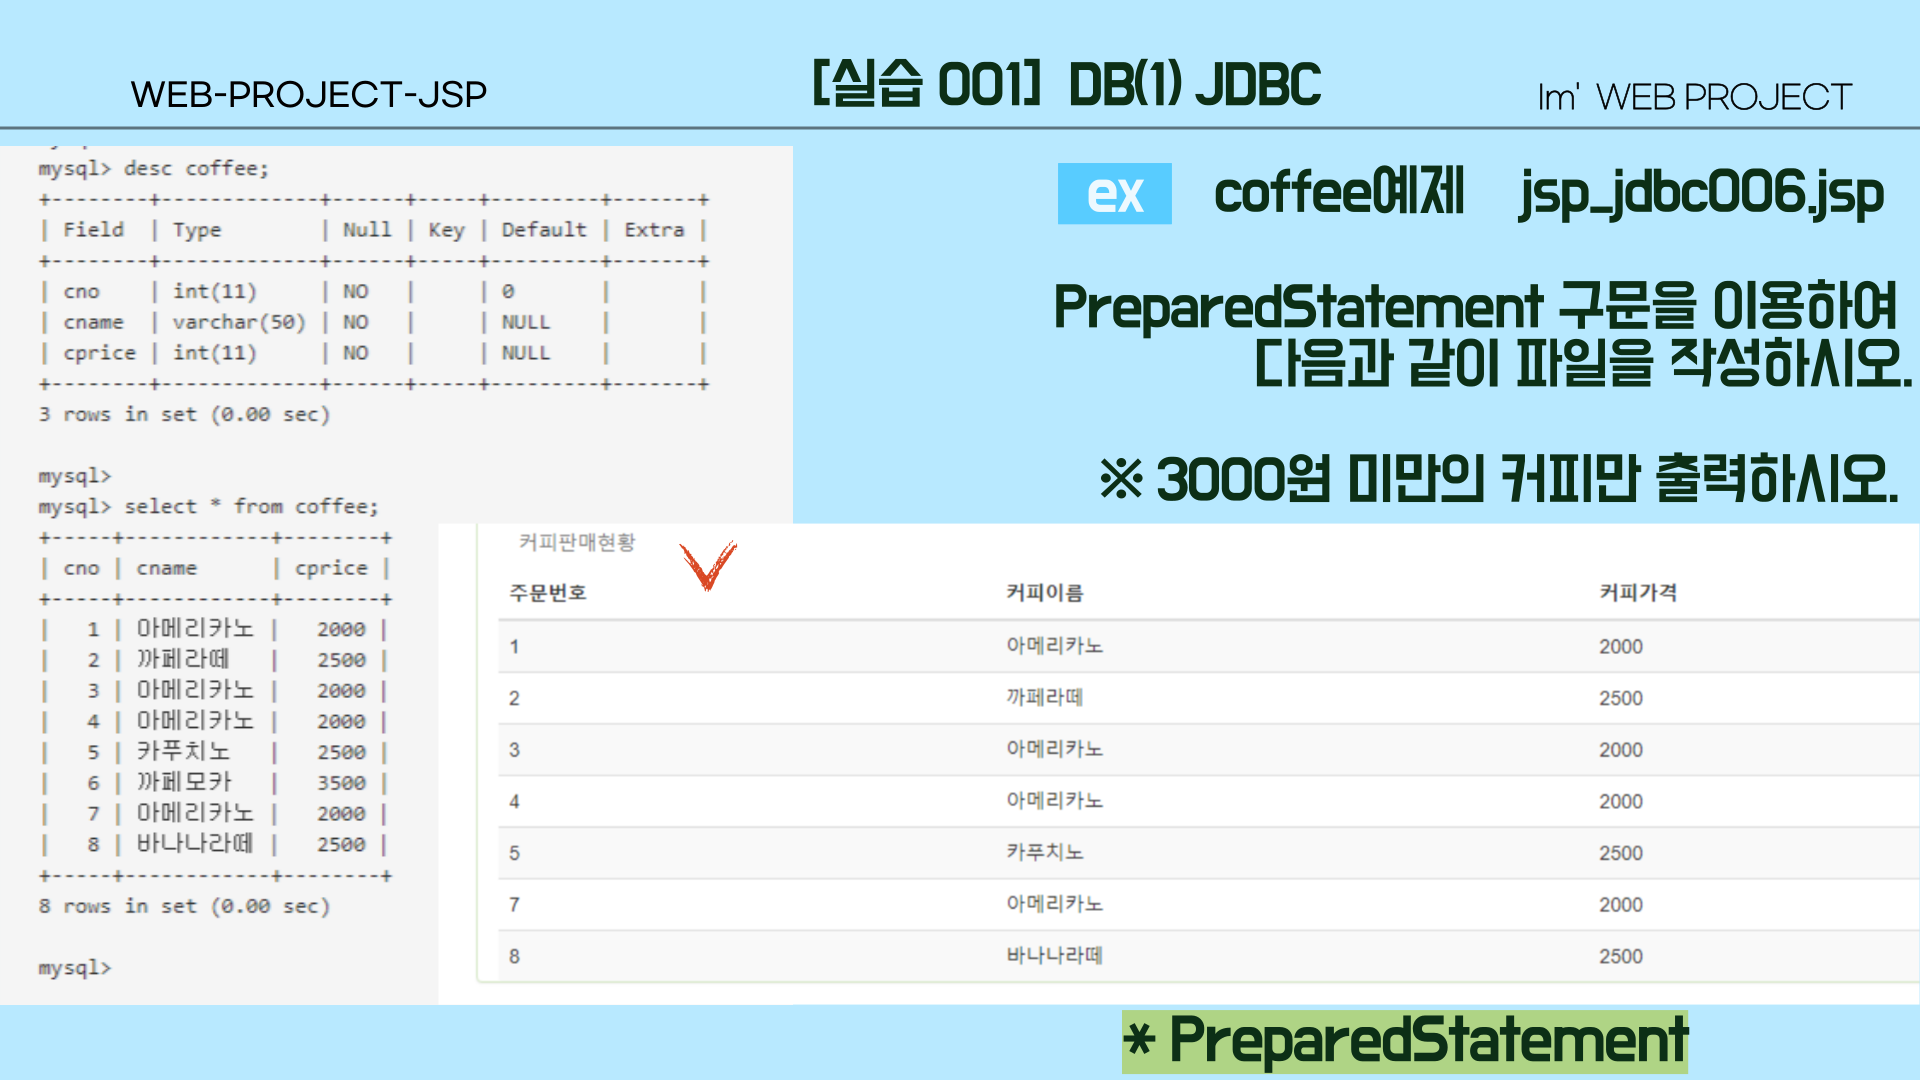 WEB-PROJECT-JSP
[실습 001] DB(1) JDBC
Im' WEB PROJECT
mysql> desc coffee;
+--------+-------------+------+-----+---------+-------+
| Field  | Type        | Null | Key | Default | Extra |
+--------+-------------+------+-----+---------+-------+
| cno    | int(11)     | NO   |     | 0       |       |
| cname  | varchar(50) | NO   |     | NULL    |       |
| cprice | int(11)     | NO   |     | NULL    |       |
+--------+-------------+------+-----+---------+-------+
3 rows in set (0.00 sec)
mysql>
mysql> select * from coffee;
+-----+------------+--------+
| cno | cname      | cprice |
+-----+------------+--------+
|   1 | 아메리카노 |   2000 |
|   2 | 까페라떼   |   2500 |
|   3 | 아메리카노 |   2000 |
|   4 | 아메리카노 |   2000 |
|   5 | 카푸치노   |   2500 |
|   6 | 까페모카   |   3500 |
|   7 | 아메리카노 |   2000 |
|   8 | 바나나라떼 |   2500 |
+-----+------------+--------+
8 rows in set (0.00 sec)
mysql>
ex coffee예제 jsp_jdbc006.jsp
PreparedStatement 구문을 이용하여
다음과 같이 파일을 작성하시오.
※ 3000원 미만의 커피만 출력하시오.
커피판매현황
주문번호 커피이름 커피가격
1 아메리카노 2000
2 까페라떼 2500
3 아메리카노 2000
4 아메리카노 2000
5 카푸치노 2500
7 아메리카노 2000
8 바나나라떼 2500
* PreparedStatement